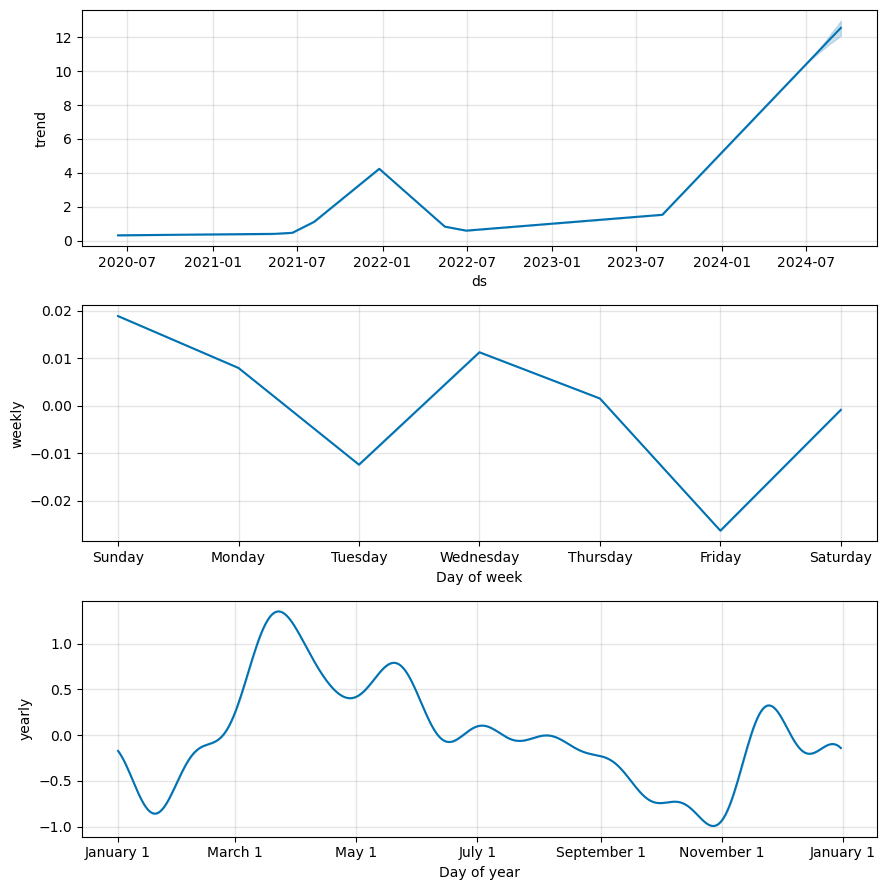 12
10
8
6
4
2
0
trend
2020-07 2021-01 2021-07 2022-01 2022-07 2023-01 2023-07 2024-01 2024-07
ds
0.02
0.01
0.00
−0.01
−0.02
weekly
Sunday Monday Tuesday Wednesday Thursday Friday Saturday
Day of week
1.0
0.5
0.0
−0.5
−1.0
yearly
January 1 March 1 May 1 July 1 September 1 November 1 January 1
Day of year